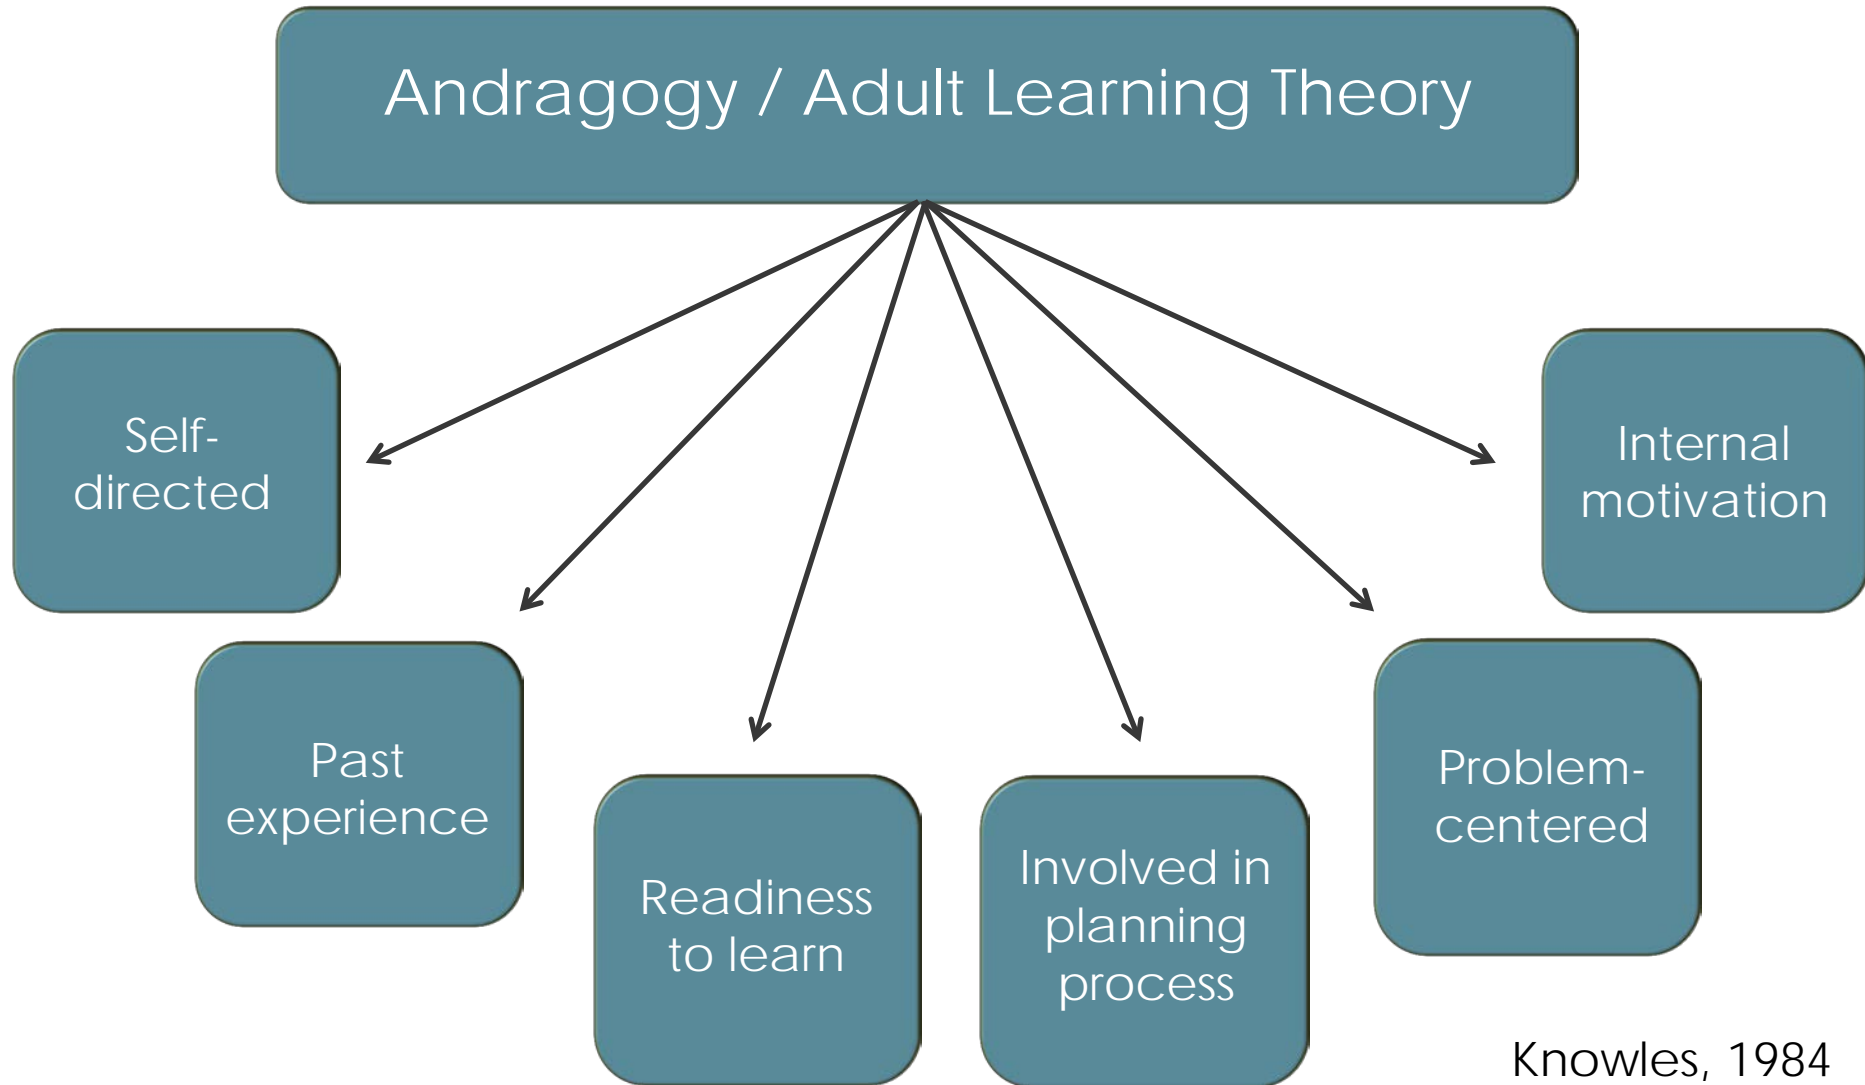 Andragogy / Adult Learning Theory
Self-
directed
Past
experience
Readiness
to learn
Involved in
planning
process
Problem-
centered
Internal
motivation
Knowles, 1984